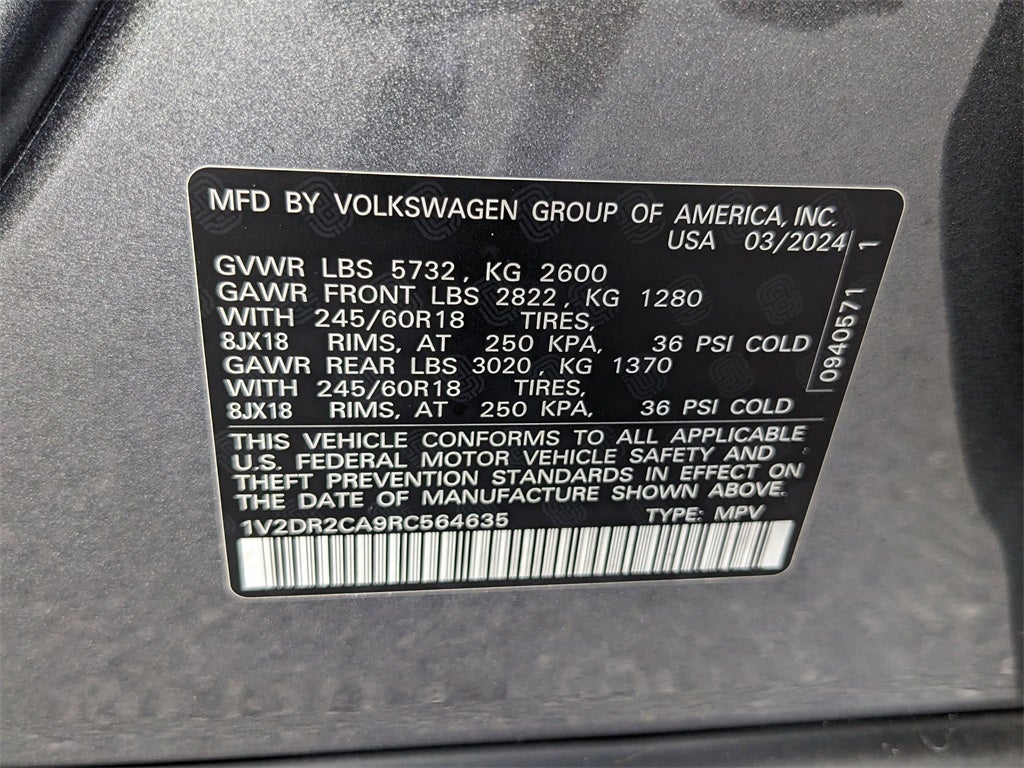 MFD BY VOLKSWAGEN GROUP OF AMERICA, INC.
USA 03/2024
GVWR LBS 5732, KG 2600
GAWR FRONT LBS 2822, KG 1280
WITH 245/60R18 TIRES,
8JX18 RIMS, AT 250 KPA, 36 PSI COLD
GAWR REAR LBS 3020, KG 1370
WITH 245/60R18 TIRES,
8JX18 RIMS, AT 250 KPA, 36 PSI COLD
0940571 1
THIS VEHICLE CONFORMS TO ALL APPLICABLE
U.S. FEDERAL MOTOR VEHICLE SAFETY AND
THEFT PREVENTION STANDARDS IN EFFECT ON
THE DATE OF MANUFACTURE SHOWN ABOVE.
1V2DR2CA9RC564635 TYPE: MPV